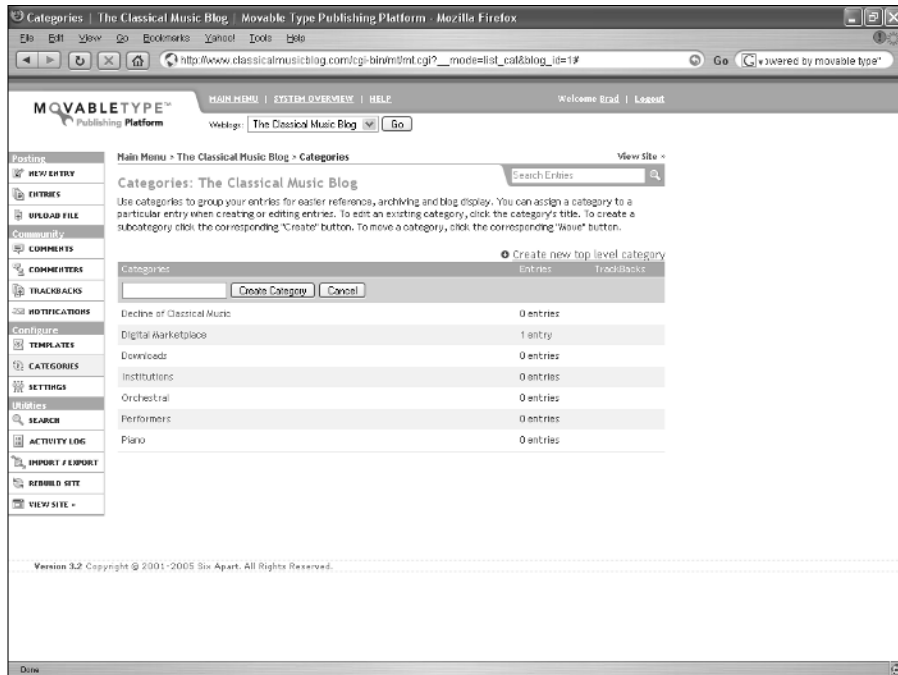 Categories | The Classical Music Blog | Movable Type Publishing Platform - Mozilla Firefox
File Edit View Go Bookmarks Yahoo! Tools Help
http://www.classicalmusicblog.com/cgi-bin/mt/mt.cgi?__mode=list_cat&blog_id=1# Go powered by movable type"
MAIN MENU | SYSTEM OVERVIEW | HELP Welcome Brad | Logout
MOVABLETYPE™
Publishing Platform
Weblogs: The Classical Music Blog Go
Main Menu > The Classical Music Blog > Categories View Site »
Search Entries
Categories: The Classical Music Blog
Use categories to group your entries for easier reference, archiving and blog display. You can assign a category to a
particular entry when creating or editing entries. To edit an existing category, click the category's title. To create a
subcategory click the corresponding "Create" button. To move a category, click the corresponding "Move" button.
Create new top level category
Categories Entries TrackBacks
Create Category Cancel
Decline of Classical Music 0 entries
Digital Marketplace 1 entry
Downloads 0 entries
Institutions 0 entries
Orchestral 0 entries
Performers 0 entries
Piano 0 entries
Posting
NEW ENTRY
ENTRIES
UPLOAD FILE
Community
COMMENTS
COMMENTERS
TRACKBACKS
NOTIFICATIONS
Configure
TEMPLATES
CATEGORIES
SETTINGS
Utilities
SEARCH
ACTIVITY LOG
IMPORT / EXPORT
REBUILD SITE
VIEW SITE »
Version 3.2 Copyright © 2001-2005 Six Apart. All Rights Reserved.
Done